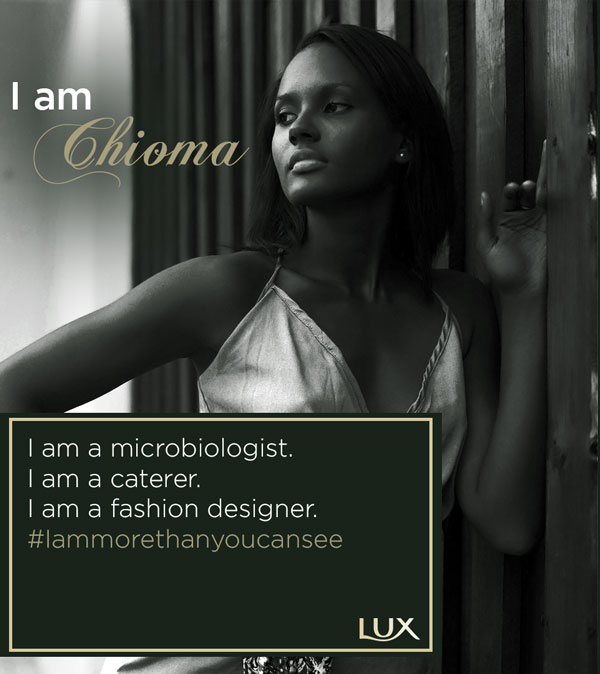 I am
Chioma
I am a microbiologist.
I am a caterer.
I am a fashion designer.
#Iammorethanyoucansee
LUX